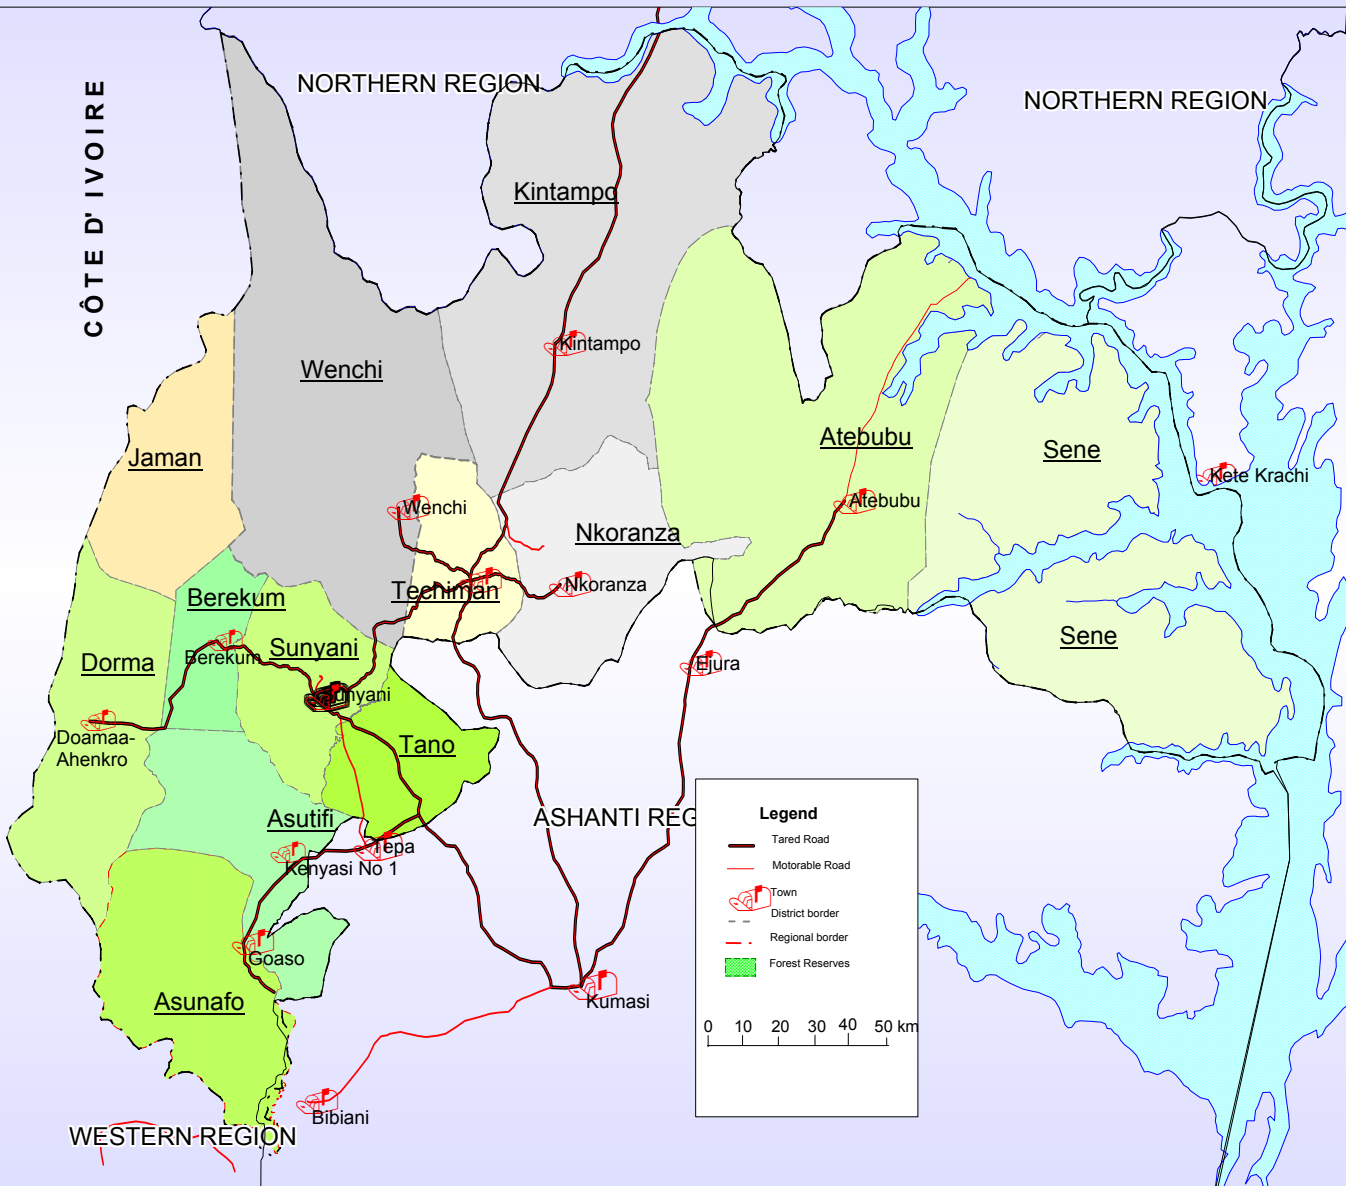 NORTHERN REGION
NORTHERN REGION
CÔTE D' IVOIRE
Kintampo
Kintampo
Wenchi
Jaman
Atebubu
Sene
Kete Krachi
Wenchi
Atebubu
Nkoranza
Techiman
Nkoranza
Berekum
Sunyani
Berekum
Dorma
Sene
Ejura
Sunyani
Doamaa-
Ahenkro
Tano
Asutifi
ASHANTI REG
Tepa
Kenyasi No 1
Goaso
Asunafo
Kumasi
Bibiani
WESTERN REGION
Legend
Tared Road
Motorable Road
Town
District border
Regional border
Forest Reserves
0 10 20 30 40 50 km